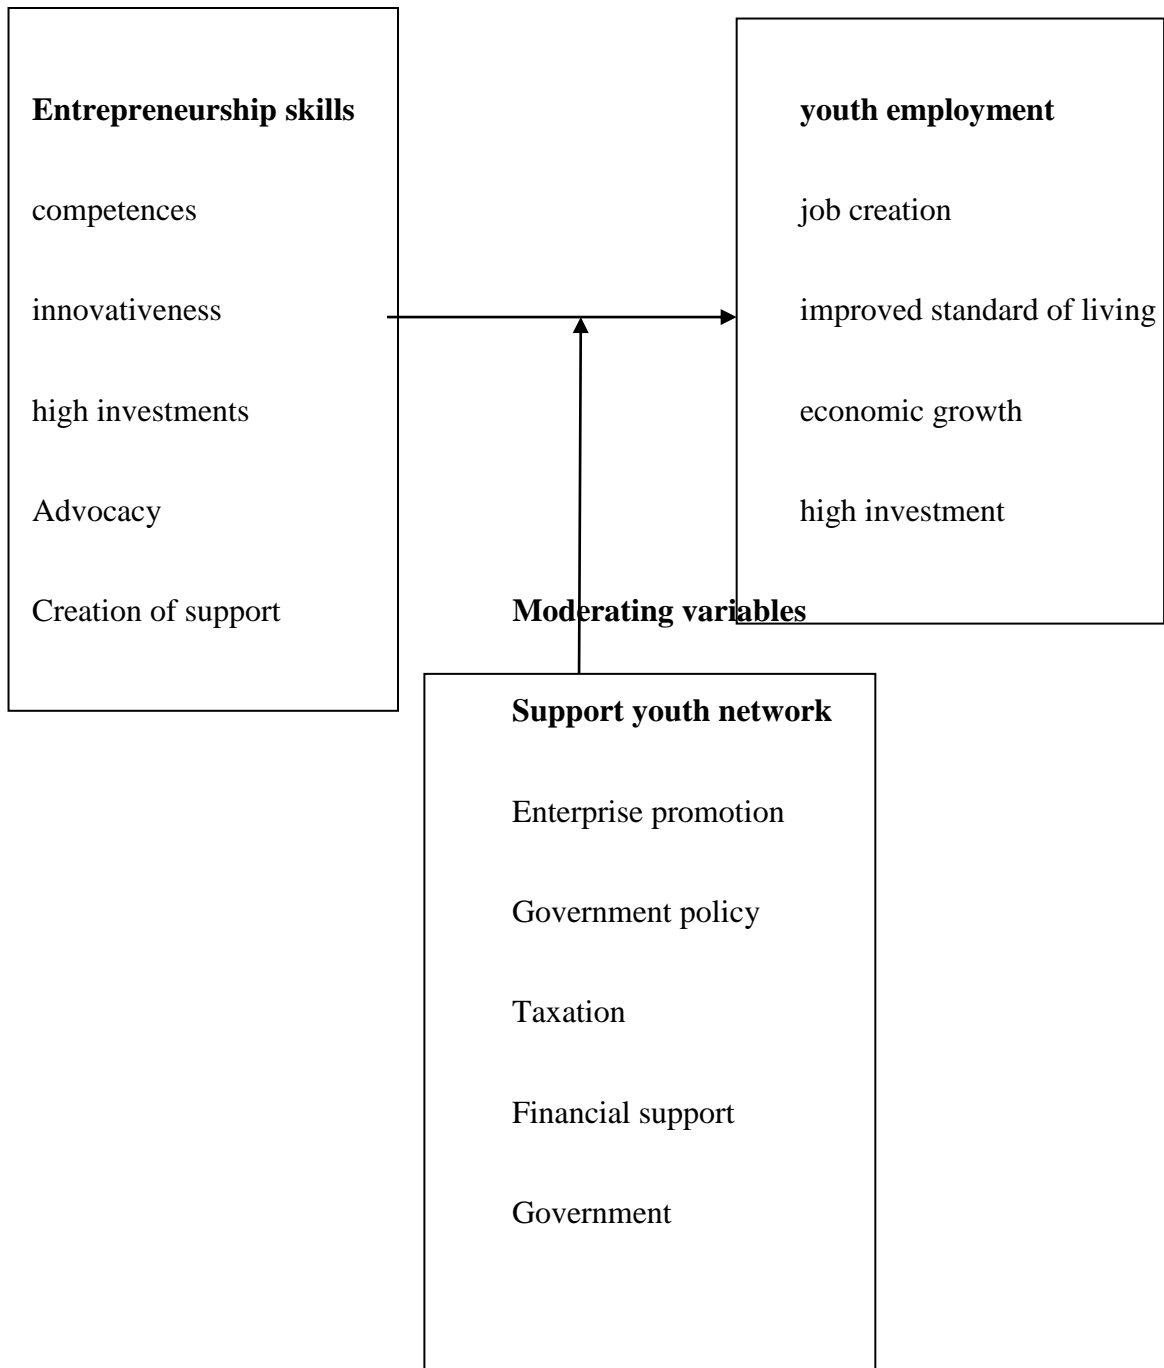 Entrepreneurship skills
competences
innovativeness
high investments
Advocacy
Creation of support
youth employment
job creation
improved standard of living
economic growth
high investment
Moderating variables
Support youth network
Enterprise promotion
Government policy
Taxation
Financial support
Government